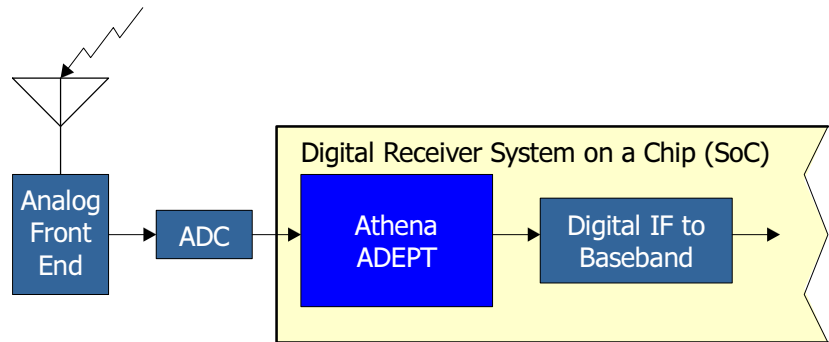 Digital Receiver System on a Chip (SoC)
Analog
Front
End
ADC
Athena
ADEPT
Digital IF to
Baseband